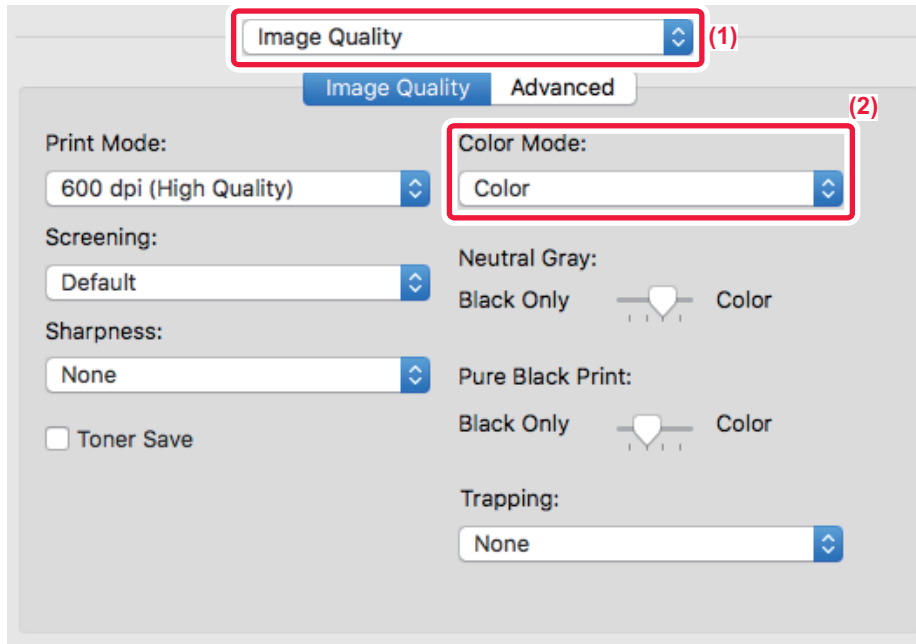 Image Quality
(1)
Image Quality
Advanced
(2)
Print Mode:
600 dpi (High Quality)
Screening:
Default
Sharpness:
None
Toner Save
Color Mode:
Color
Neutral Gray:
Black Only Color
Pure Black Print:
Black Only Color
Trapping:
None